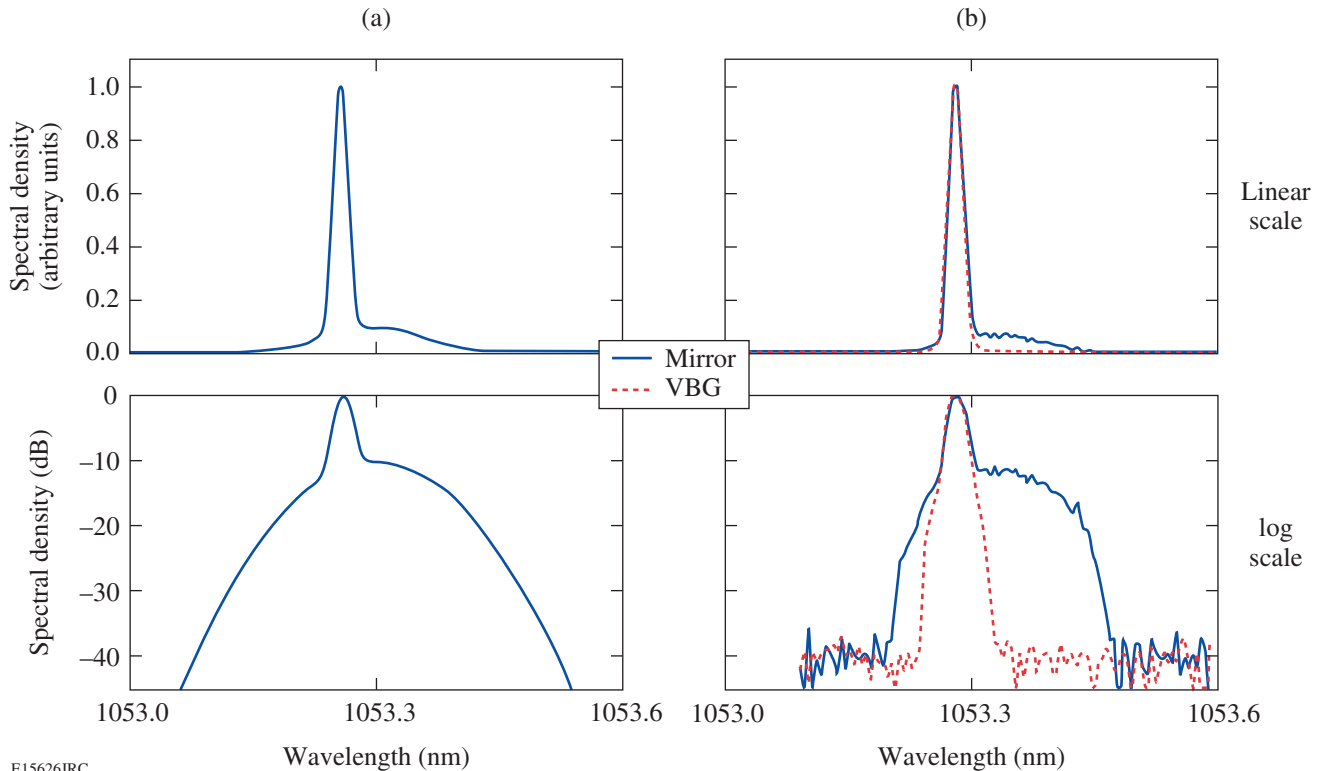 (a)
(b)
Spectral density
(arbitrary units)
1.0
0.8
0.6
0.4
0.2
0.0
Linear
scale
Mirror
VBG
Spectral density (dB)
0
–10
–20
–30
–40
log
scale
1053.0
1053.3
1053.6
1053.0
1053.3
1053.6
Wavelength (nm)
Wavelength (nm)
E15626JRC